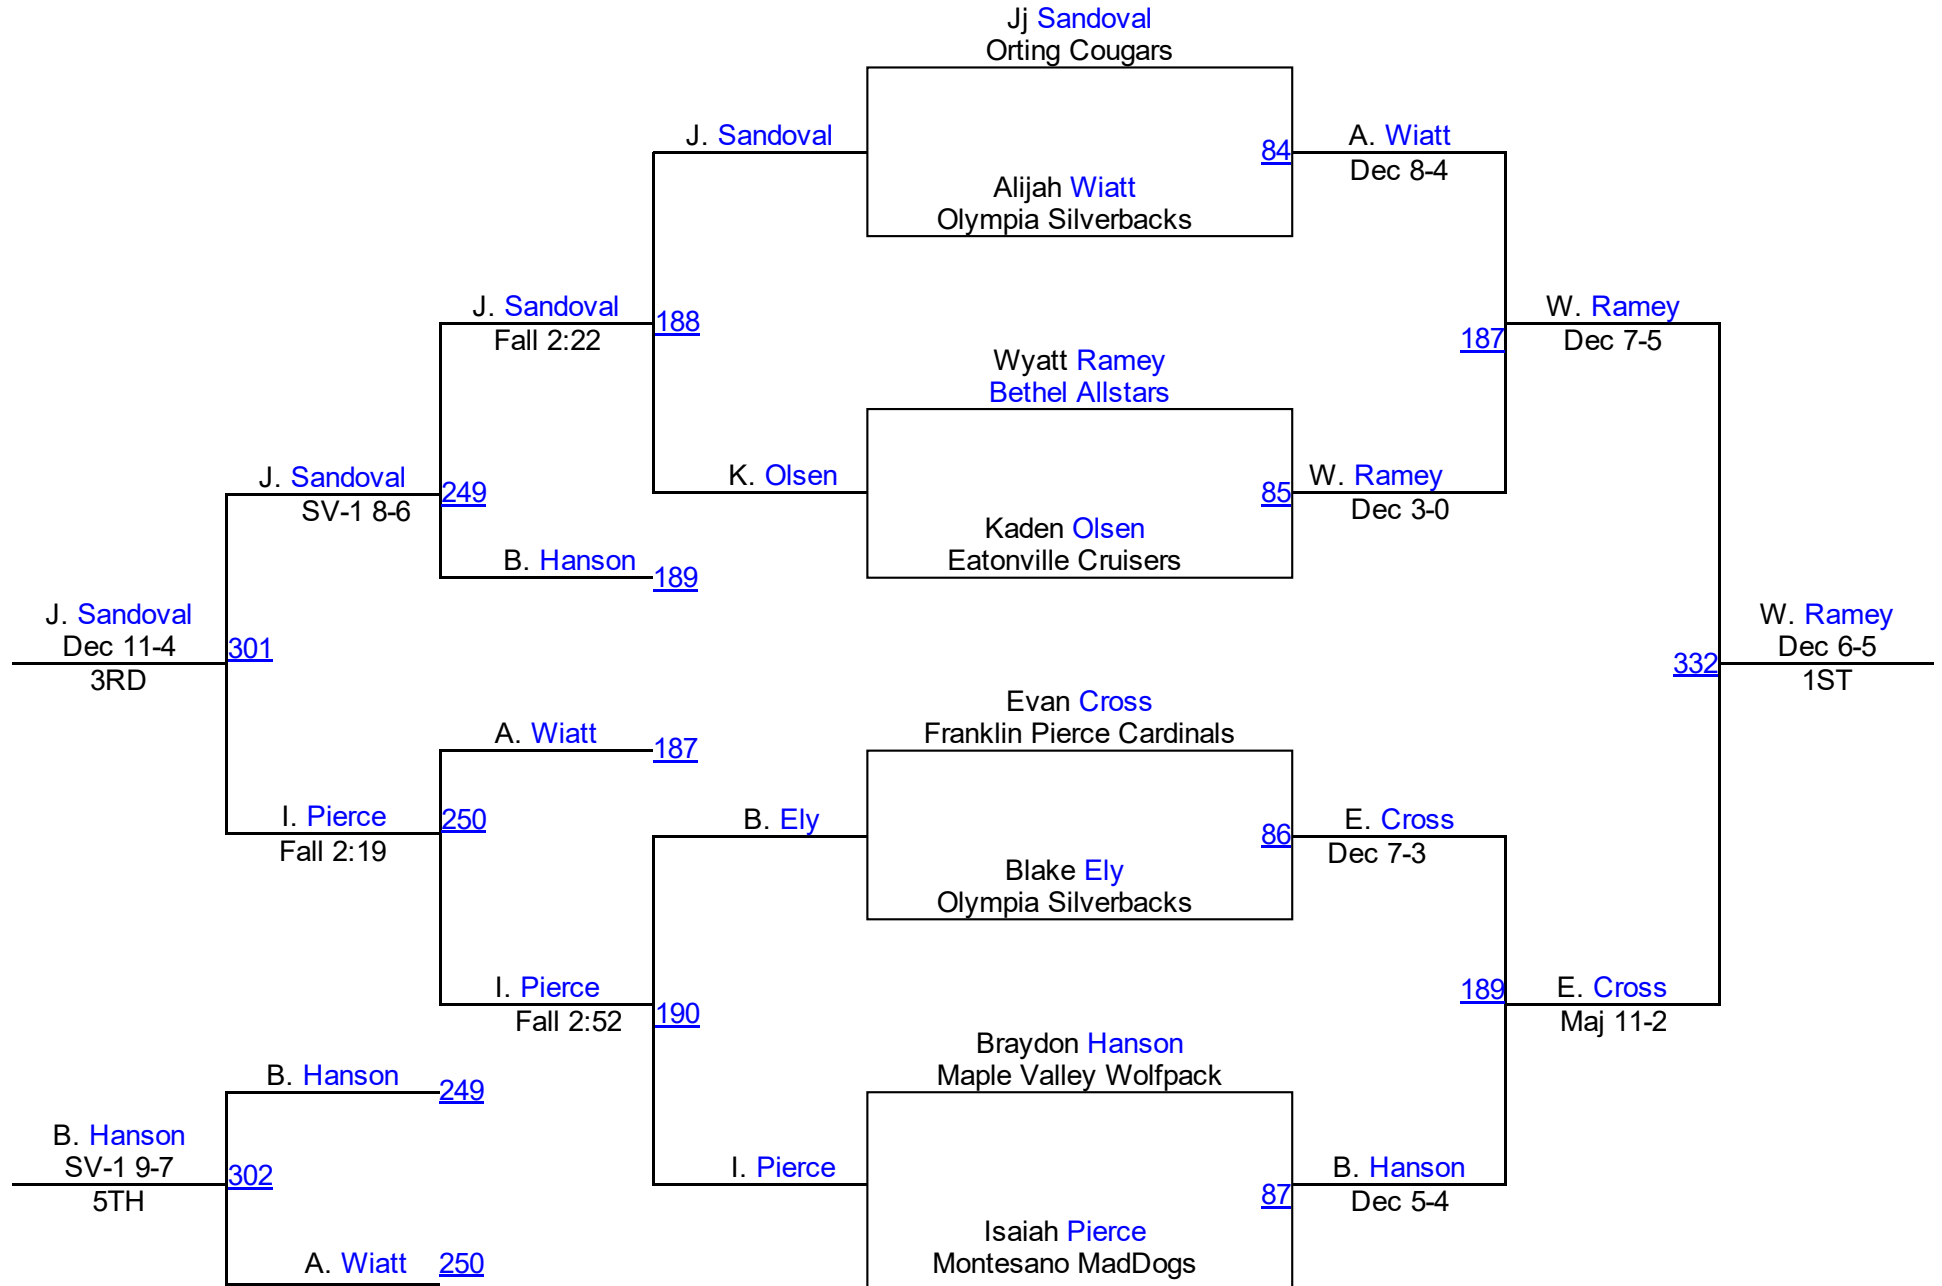 Jj Sandoval
Orting Cougars
J. Sandoval
84
A. Wiatt
Dec 8-4
Alijah Wiatt
Olympia Silverbacks
J. Sandoval
Fall 2:22
188
W. Ramey
Dec 7-5
187
Wyatt Ramey
Bethel Allstars
J. Sandoval
SV-1 8-6
249
K. Olsen
85
W. Ramey
Dec 3-0
Kaden Olsen
Eatonville Cruisers
B. Hanson
189
J. Sandoval
Dec 11-4
3RD
301
W. Ramey
Dec 6-5
1ST
332
Evan Cross
Franklin Pierce Cardinals
A. Wiatt
187
I. Pierce
Fall 2:19
250
B. Ely
86
E. Cross
Dec 7-3
Blake Ely
Olympia Silverbacks
I. Pierce
Fall 2:52
190
189
E. Cross
Maj 11-2
Braydon Hanson
Maple Valley Wolfpack
B. Hanson
249
B. Hanson
SV-1 9-7
5TH
302
I. Pierce
87
B. Hanson
Dec 5-4
Isaiah Pierce
Montesano MadDogs
A. Wiatt
250